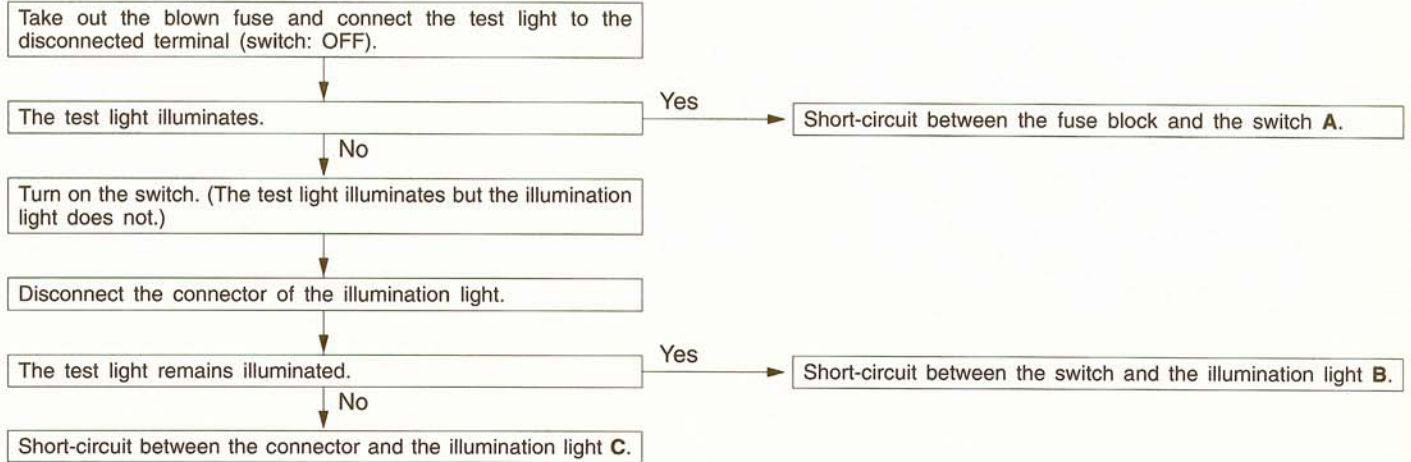 Take out the blown fuse and connect the test light to the
disconnected terminal (switch: OFF).
The test light illuminates.
Yes
Short-circuit between the fuse block and the switch A.
No
Turn on the switch. (The test light illuminates but the illumination
light does not.)
Disconnect the connector of the illumination light.
The test light remains illuminated.
Yes
Short-circuit between the switch and the illumination light B.
No
Short-circuit between the connector and the illumination light C.